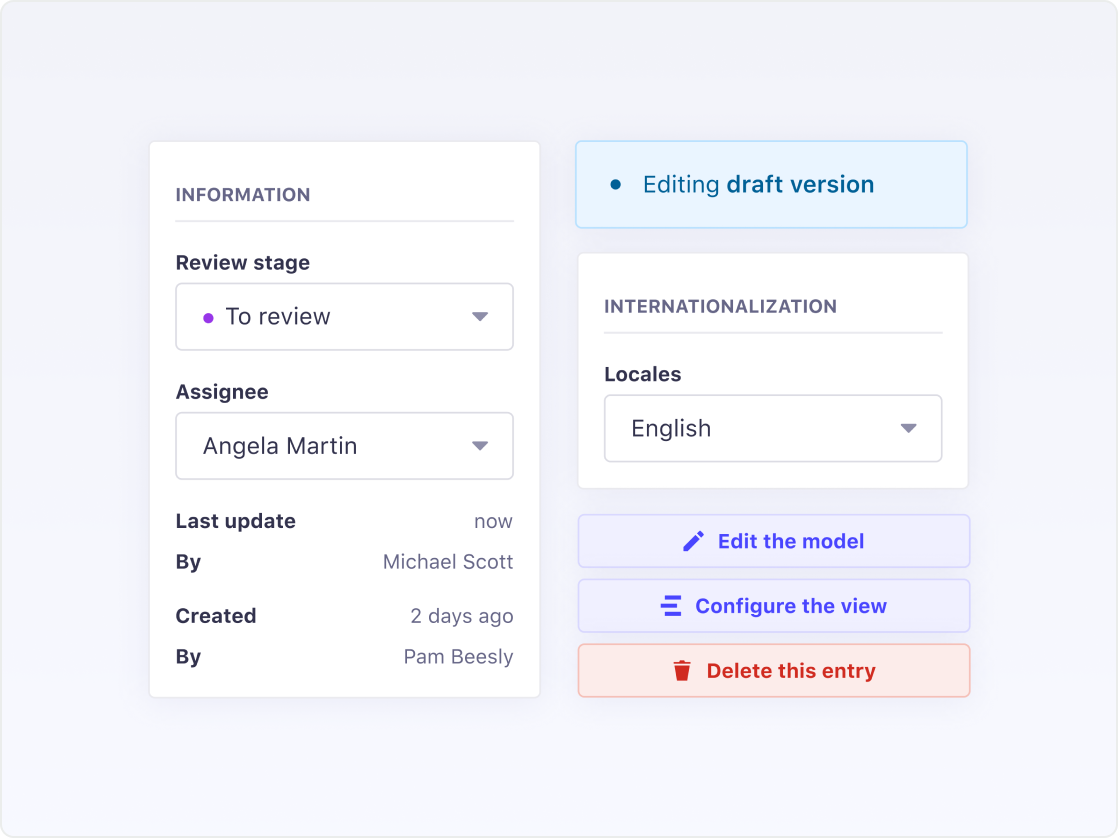 INFORMATION
Review stage
To review
Assignee
Angela Martin
Last update now
By Michael Scott
Created 2 days ago
By Pam Beesly
Editing draft version
INTERNATIONALIZATION
Locales
English
Edit the model
Configure the view
Delete this entry